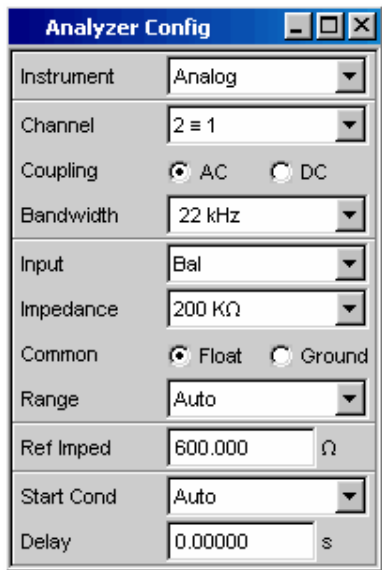 Analyzer Config
Instrument Analog
Channel 2 ≡ 1
Coupling AC DC
Bandwidth 22 kHz
Input Bal
Impedance 200 KΩ
Common Float Ground
Range Auto
Ref Imped 600.000 Ω
Start Cond Auto
Delay 0.00000 s